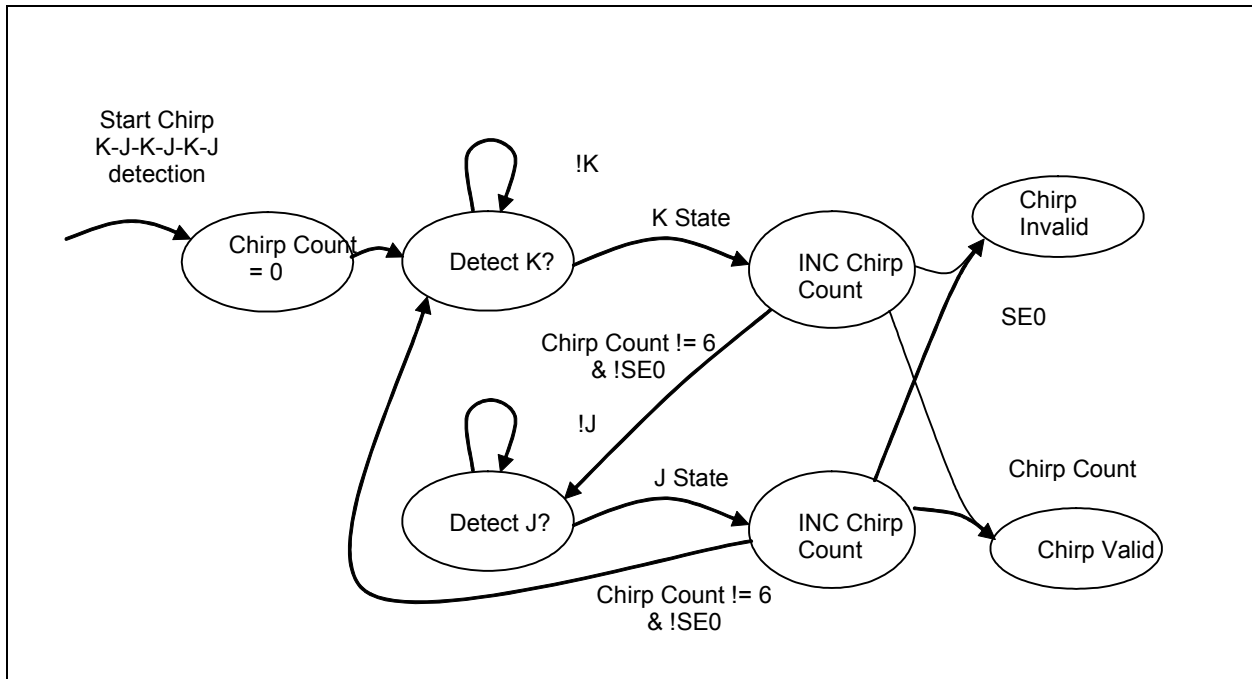 Start Chirp
K-J-K-J-K-J
detection
Chirp Count
= 0
!K
Detect K?
K State
INC Chirp
Count
Chirp
Invalid
SE0
Chirp Count != 6
& !SE0
!J
Detect J?
J State
INC Chirp
Count
Chirp Count
Chirp Valid
Chirp Count != 6
& !SE0